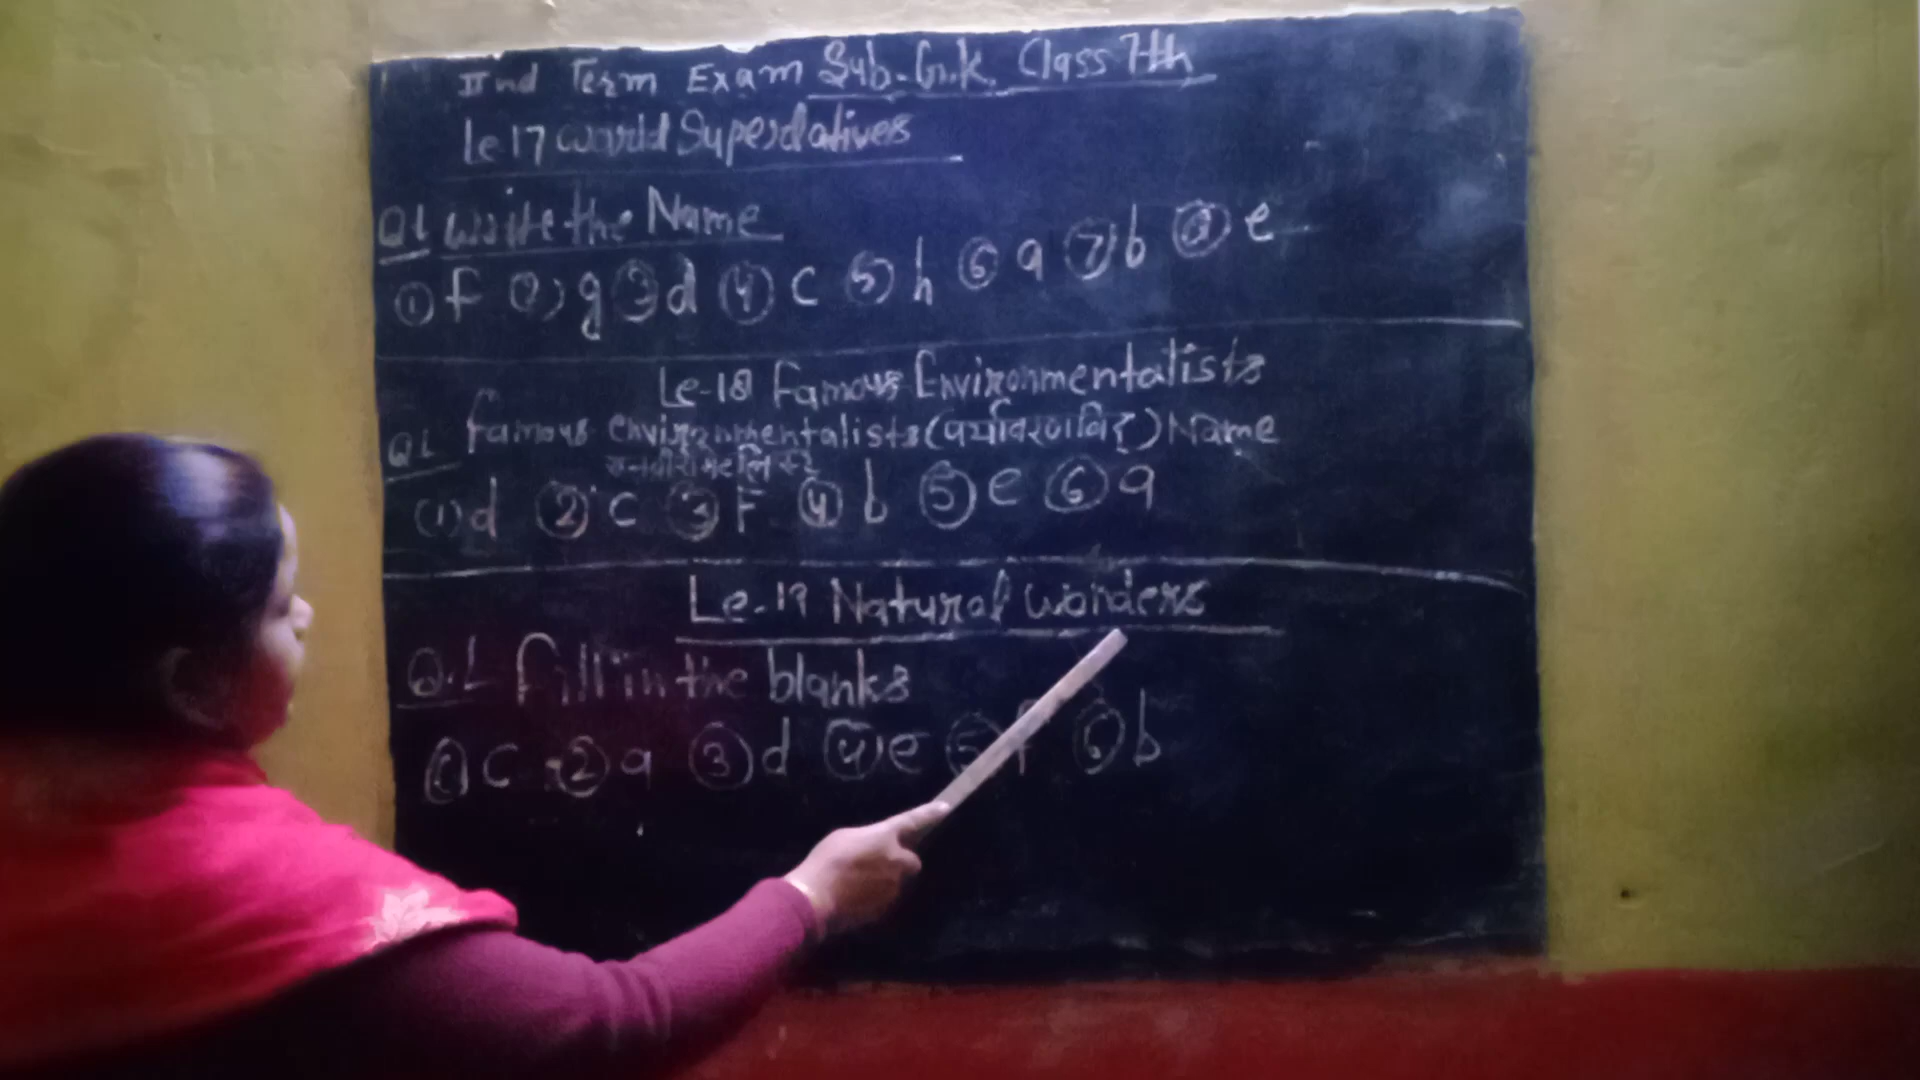 IInd Term Exam Sub-G.K. Class 7th
Le 17 World Superlatives
Q1 Write the Name
① f ② g ③ d ④ c ⑤ h ⑥ a ⑦ b ⑧ e
Le-18 Famous Environmentalists
Q1 Famous environmentalists (पर्यावरणविद्) Name
(1) d ② c ③ F ④ b ⑤ e ⑥ a
Le-19 Natural Wonders
Q.1 Fill in the blanks
① c ② a ③ d ④ e ⑤ ⑥ b